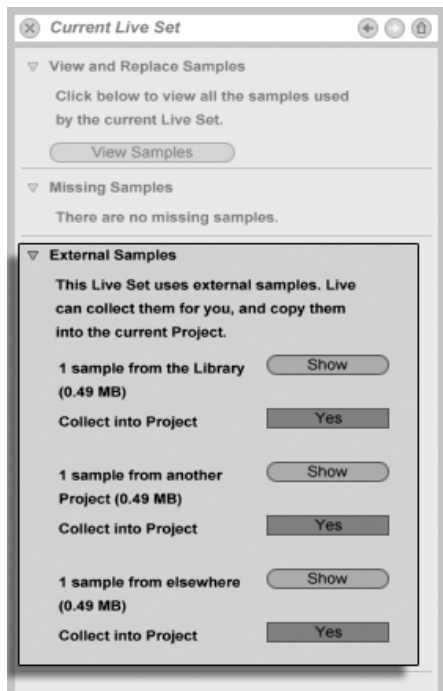 Current Live Set
View and Replace Samples
Click below to view all the samples used
by the current Live Set.
View Samples
Missing Samples
There are no missing samples.
External Samples
This Live Set uses external samples. Live
can collect them for you, and copy them
into the current Project.
1 sample from the Library
(0.49 MB)
Show
Collect into Project
Yes
1 sample from another
Project (0.49 MB)
Show
Collect into Project
Yes
1 sample from elsewhere
(0.49 MB)
Show
Collect into Project
Yes